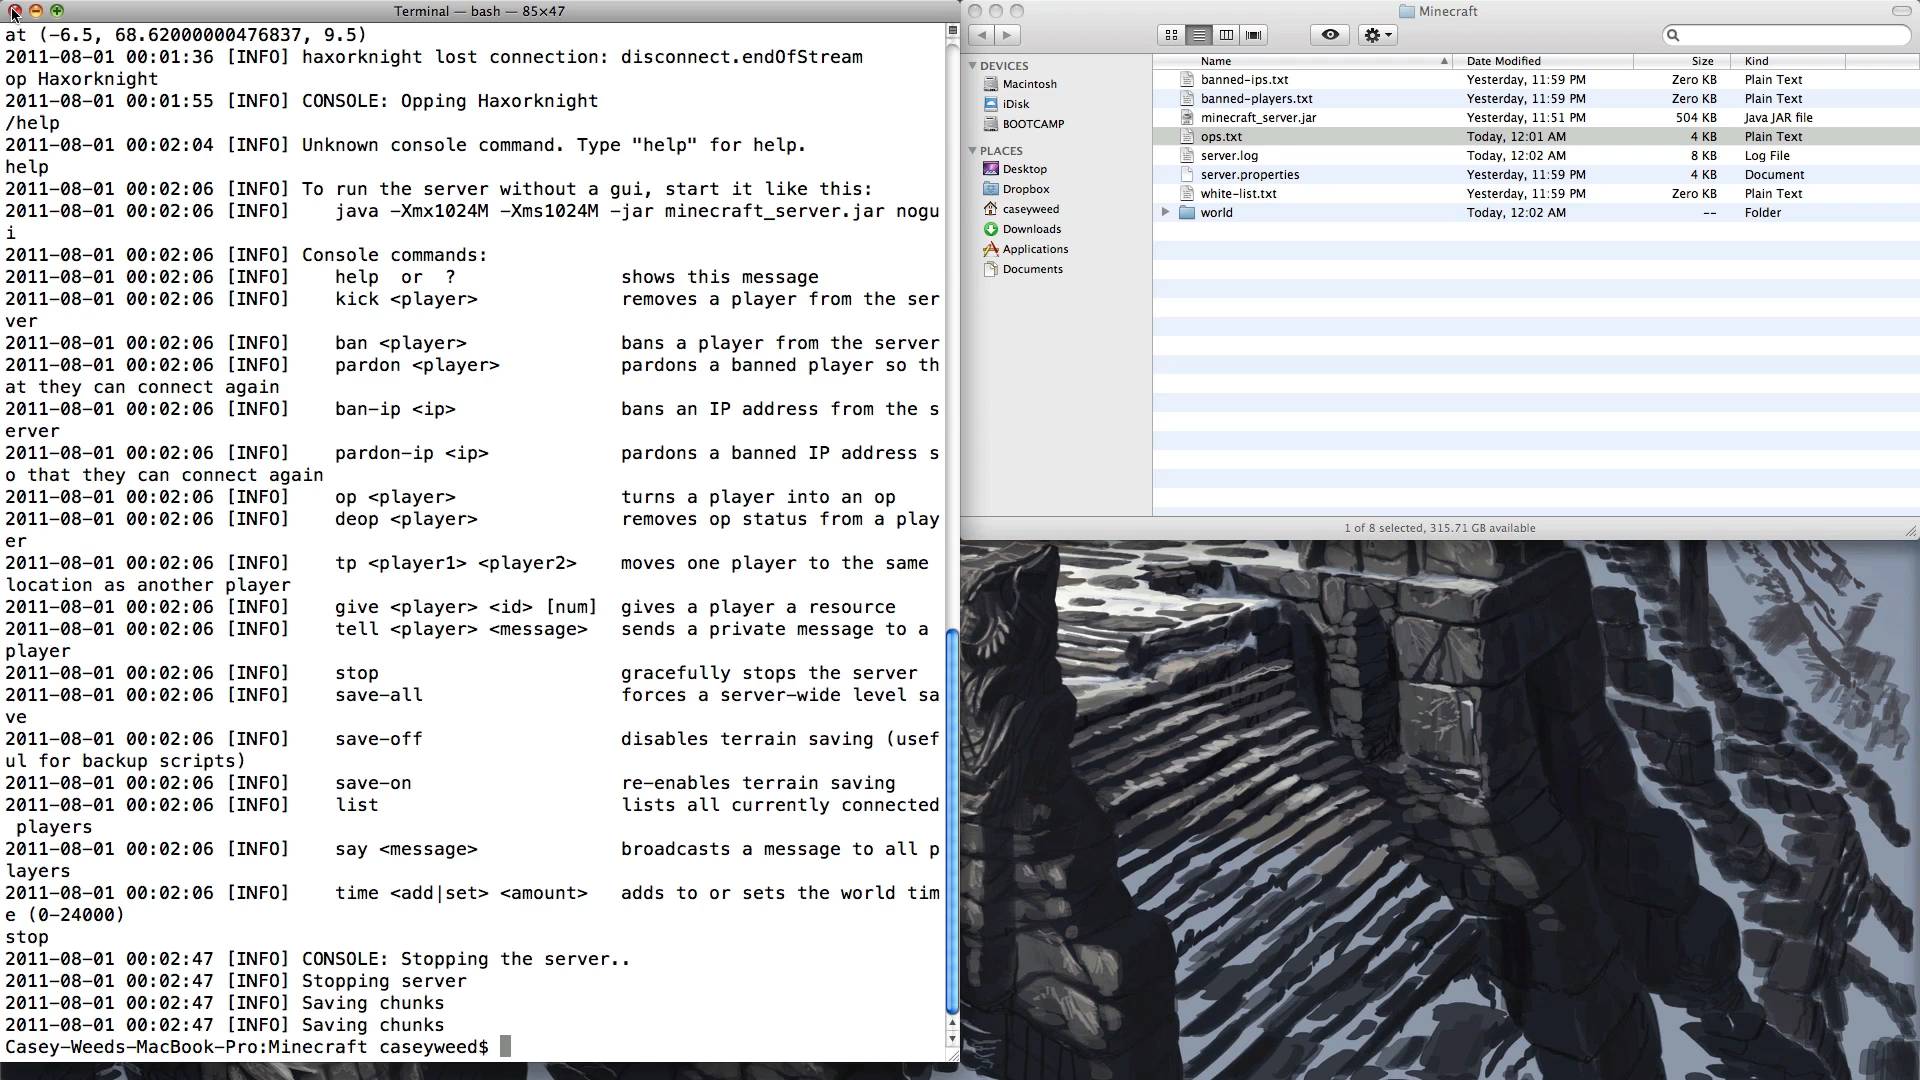 Terminal — bash — 85×47
at (-6.5, 68.62000000476837, 9.5)
2011-08-01 00:01:36 [INFO] haxorknight lost connection: disconnect.endOfStream
op Haxorknight
2011-08-01 00:01:55 [INFO] CONSOLE: Opping Haxorknight
/help
2011-08-01 00:02:04 [INFO] Unknown console command. Type "help" for help.
help
2011-08-01 00:02:06 [INFO] To run the server without a gui, start it like this:
2011-08-01 00:02:06 [INFO]    java -Xmx1024M -Xms1024M -jar minecraft_server.jar nogu
i
2011-08-01 00:02:06 [INFO] Console commands:
2011-08-01 00:02:06 [INFO]    help  or  ?               shows this message
2011-08-01 00:02:06 [INFO]    kick <player>             removes a player from the ser
ver
2011-08-01 00:02:06 [INFO]    ban <player>              bans a player from the server
2011-08-01 00:02:06 [INFO]    pardon <player>           pardons a banned player so th
at they can connect again
2011-08-01 00:02:06 [INFO]    ban-ip <ip>               bans an IP address from the s
erver
2011-08-01 00:02:06 [INFO]    pardon-ip <ip>            pardons a banned IP address s
o that they can connect again
2011-08-01 00:02:06 [INFO]    op <player>               turns a player into an op
2011-08-01 00:02:06 [INFO]    deop <player>             removes op status from a play
er
2011-08-01 00:02:06 [INFO]    tp <player1> <player2>    moves one player to the same
location as another player
2011-08-01 00:02:06 [INFO]    give <player> <id> [num]  gives a player a resource
2011-08-01 00:02:06 [INFO]    tell <player> <message>   sends a private message to a
player
2011-08-01 00:02:06 [INFO]    stop                      gracefully stops the server
2011-08-01 00:02:06 [INFO]    save-all                  forces a server-wide level sa
ve
2011-08-01 00:02:06 [INFO]    save-off                  disables terrain saving (usef
ul for backup scripts)
2011-08-01 00:02:06 [INFO]    save-on                   re-enables terrain saving
2011-08-01 00:02:06 [INFO]    list                      lists all currently connected
 players
2011-08-01 00:02:06 [INFO]    say <message>             broadcasts a message to all p
layers
2011-08-01 00:02:06 [INFO]    time <add|set> <amount>   adds to or sets the world tim
e (0-24000)
stop
2011-08-01 00:02:47 [INFO] CONSOLE: Stopping the server..
2011-08-01 00:02:47 [INFO] Stopping server
2011-08-01 00:02:47 [INFO] Saving chunks
2011-08-01 00:02:47 [INFO] Saving chunks
Casey-Weeds-MacBook-Pro:Minecraft caseyweed$
Minecraft
DEVICES
Macintosh
iDisk
BOOTCAMP
PLACES
Desktop
Dropbox
caseyweed
Downloads
Applications
Documents
Name Date Modified Size Kind
banned-ips.txt Yesterday, 11:59 PM Zero KB Plain Text
banned-players.txt Yesterday, 11:59 PM Zero KB Plain Text
minecraft_server.jar Yesterday, 11:51 PM 504 KB Java JAR file
ops.txt Today, 12:01 AM 4 KB Plain Text
server.log Today, 12:02 AM 8 KB Log File
server.properties Yesterday, 11:59 PM 4 KB Document
white-list.txt Yesterday, 11:59 PM Zero KB Plain Text
world Today, 12:02 AM -- Folder
1 of 8 selected, 315.71 GB available